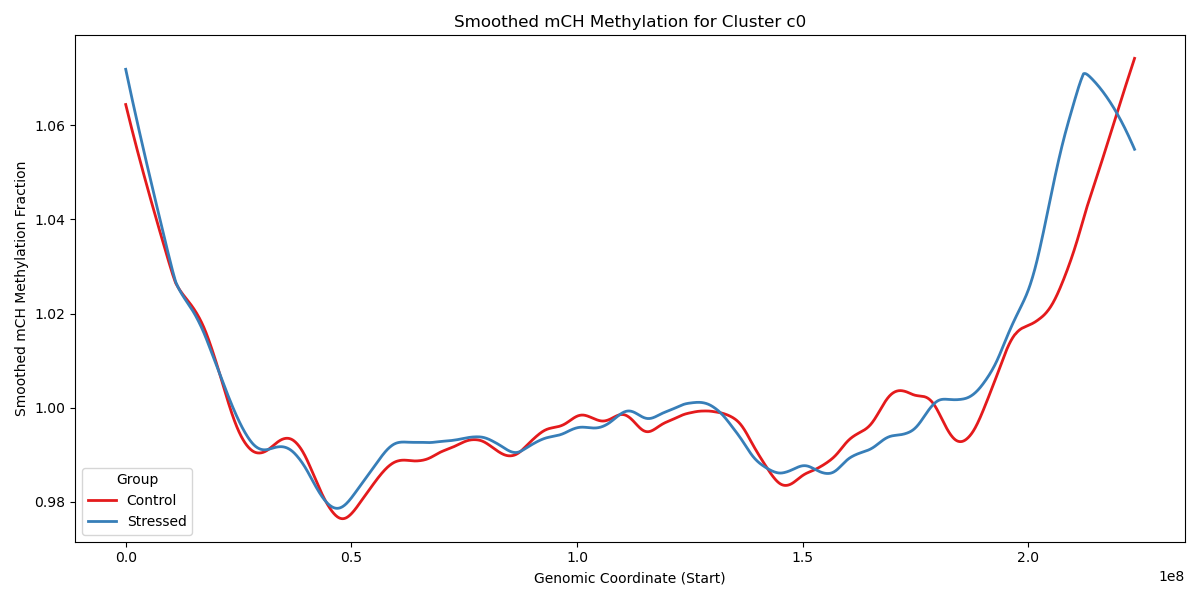 Smoothed mCH Methylation for Cluster c0
Smoothed mCH Methylation Fraction
1.06
1.04
1.02
1.00
0.98
Group
Control
Stressed
0.0
0.5
1.0
1.5
2.0
1e8
Genomic Coordinate (Start)